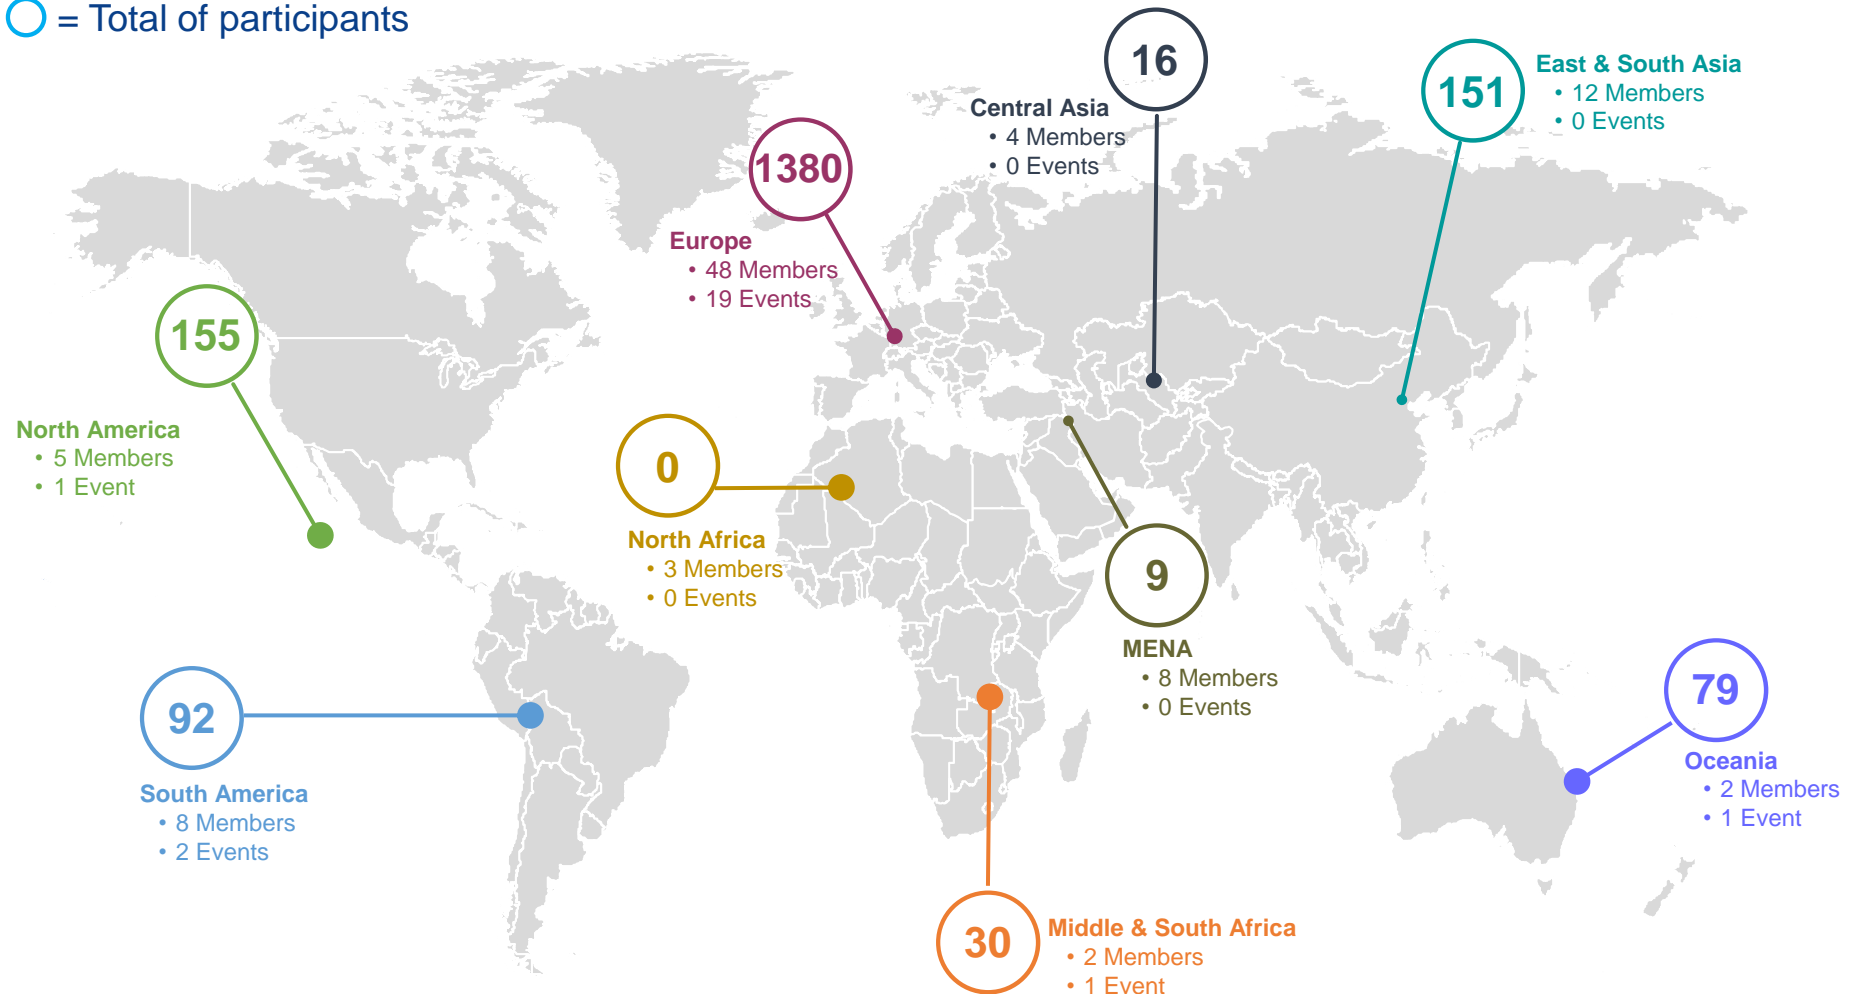 = Total of participants
16
Central Asia
• 4 Members
• 0 Events
151
East & South Asia
• 12 Members
• 0 Events
1380
Europe
• 48 Members
• 19 Events
155
North America
• 5 Members
• 1 Event
0
North Africa
• 3 Members
• 0 Events
9
MENA
• 8 Members
• 0 Events
92
South America
• 8 Members
• 2 Events
79
Oceania
• 2 Members
• 1 Event
30
Middle & South Africa
• 2 Members
• 1 Event